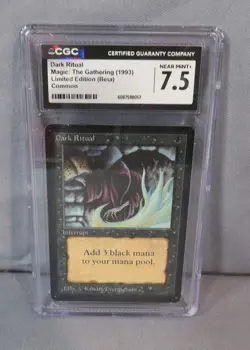 CGC
CERTIFIED GUARANTY COMPANY
Dark Ritual
Magic: The Gathering (1993)
Limited Edition (Beta)
Common
NEAR MINT+
7.5
Dark Ritual
Interrupt
Add 3 black mana
to your mana pool.
Illus.